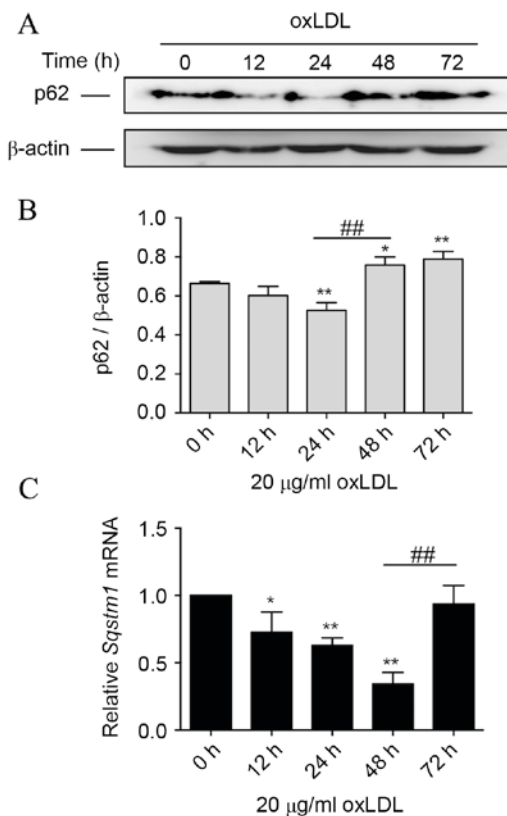 A
oxLDL
Time (h) 0 12 24 48 72
p62
β-actin
B
p62 / β-actin
1.0
0.8
0.6
0.4
0.2
0.0
**
##
*
**
0 h 12 h 24 h 48 h 72 h
20 μg/ml oxLDL
C
Relative Sqstm1 mRNA
1.5
1.0
0.5
0.0
*
**
**
##
0 h 12 h 24 h 48 h 72 h
20 μg/ml oxLDL